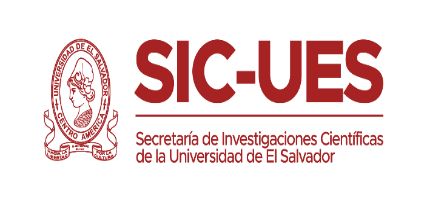 UNIVERSIDAD DE EL SALVADOR
CENTRO AMERICA
SIC-UES
Secretaría de Investigaciones Científicas
de la Universidad de El Salvador